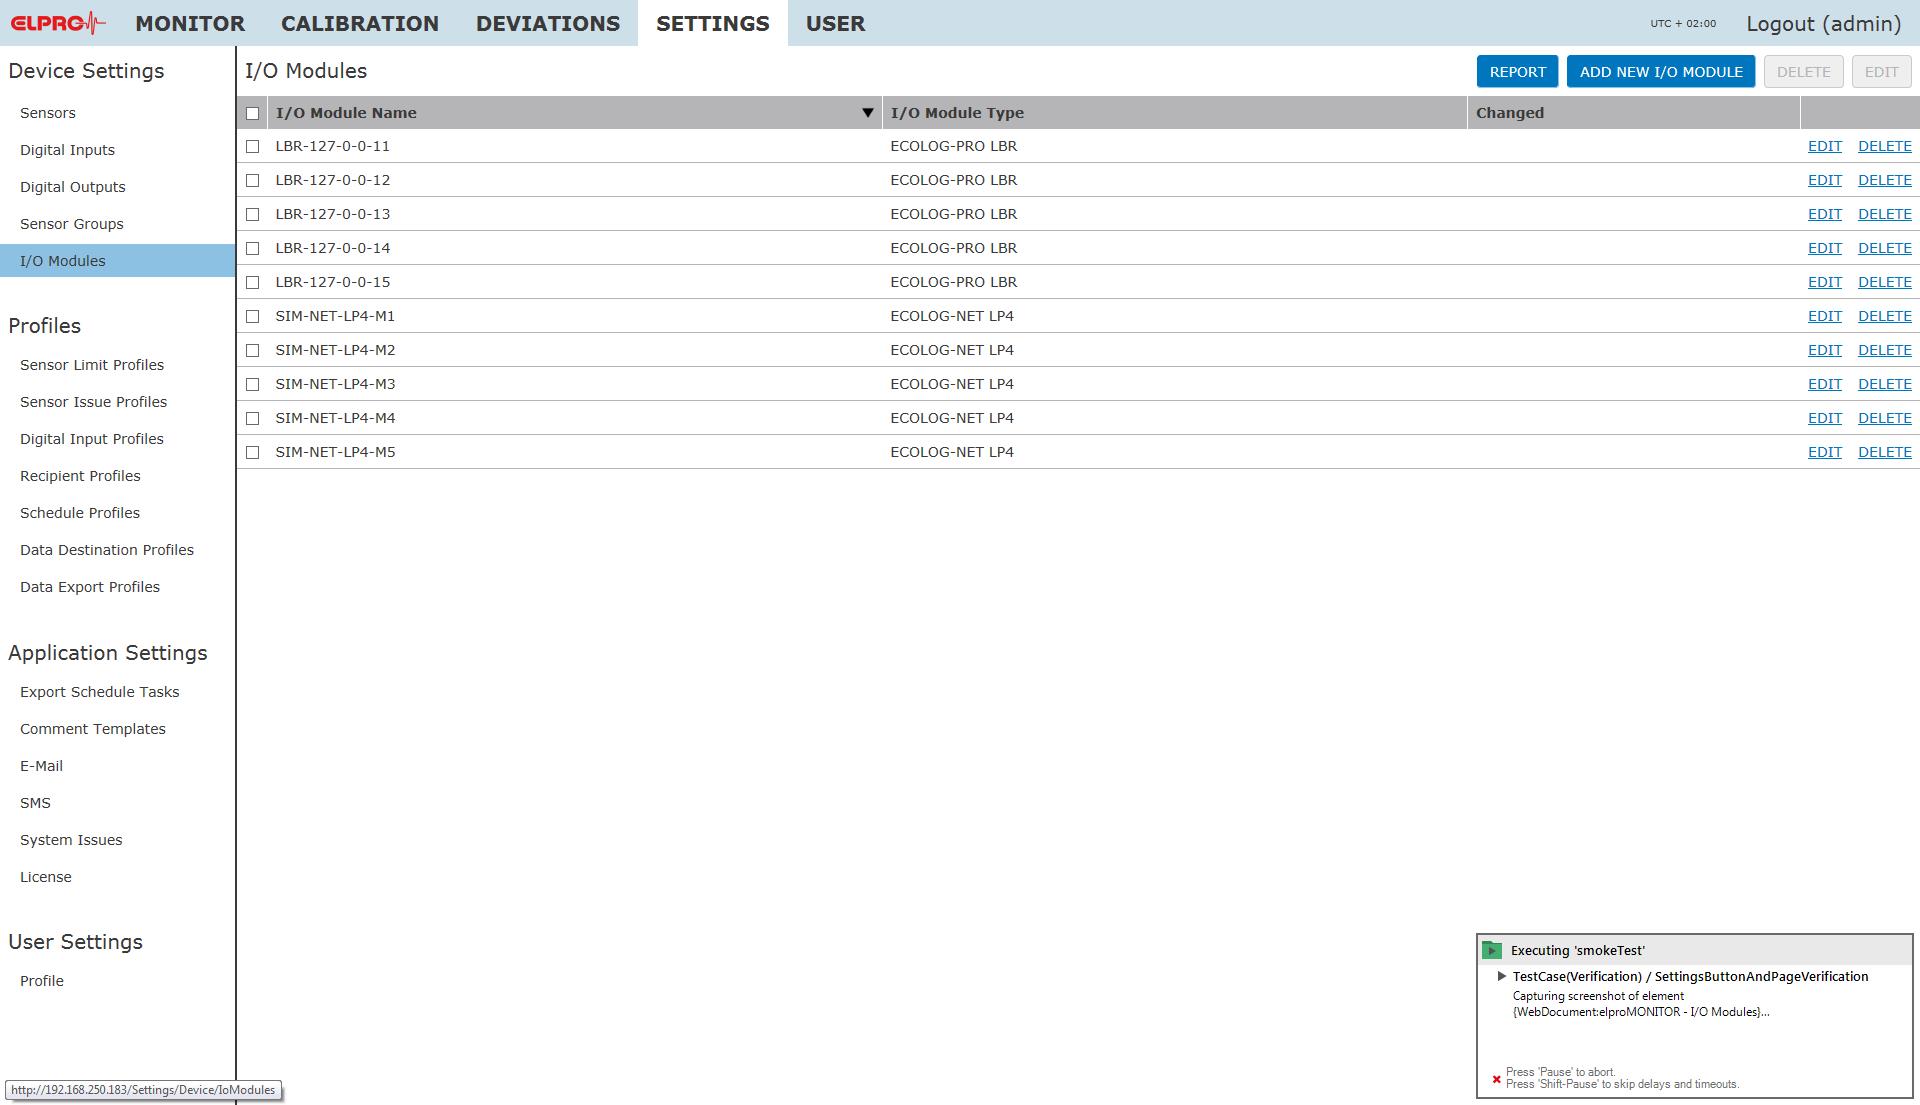 ELPRO MONITOR CALIBRATION DEVIATIONS SETTINGS USER UTC + 02:00 Logout (admin)
Device Settings
Sensors
Digital Inputs
Digital Outputs
Sensor Groups
I/O Modules
Profiles
Sensor Limit Profiles
Sensor Issue Profiles
Digital Input Profiles
Recipient Profiles
Schedule Profiles
Data Destination Profiles
Data Export Profiles
Application Settings
Export Schedule Tasks
Comment Templates
E-Mail
SMS
System Issues
License
User Settings
Profile
http://192.168.250.183/Settings/Device/IoModules
I/O Modules REPORT ADD NEW I/O MODULE DELETE EDIT
I/O Module Name I/O Module Type Changed
LBR-127-0-0-11 ECOLOG-PRO LBR EDIT DELETE
LBR-127-0-0-12 ECOLOG-PRO LBR EDIT DELETE
LBR-127-0-0-13 ECOLOG-PRO LBR EDIT DELETE
LBR-127-0-0-14 ECOLOG-PRO LBR EDIT DELETE
LBR-127-0-0-15 ECOLOG-PRO LBR EDIT DELETE
SIM-NET-LP4-M1 ECOLOG-NET LP4 EDIT DELETE
SIM-NET-LP4-M2 ECOLOG-NET LP4 EDIT DELETE
SIM-NET-LP4-M3 ECOLOG-NET LP4 EDIT DELETE
SIM-NET-LP4-M4 ECOLOG-NET LP4 EDIT DELETE
SIM-NET-LP4-M5 ECOLOG-NET LP4 EDIT DELETE
Executing 'smokeTest'
TestCase(Verification) / SettingsButtonAndPageVerification
Capturing screenshot of element
{WebDocument:elproMONITOR - I/O Modules}...
Press 'Pause' to abort.
Press 'Shift-Pause' to skip delays and timeouts.